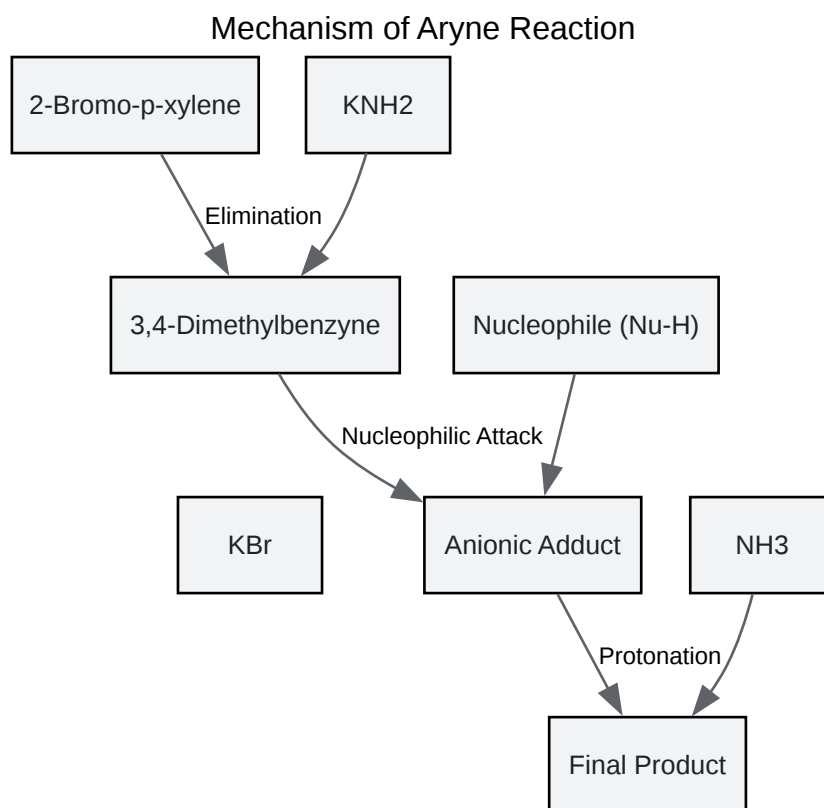 Mechanism of Aryne Reaction
2-Bromo-p-xylene
KNH2
Elimination
3,4-Dimethylbenzyne
Nucleophile (Nu-H)
Nucleophilic Attack
KBr
Anionic Adduct
NH3
Protonation
Final Product